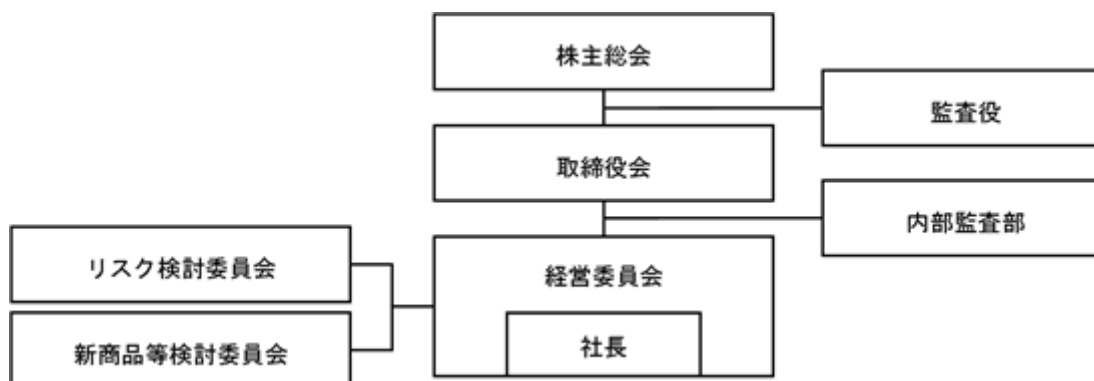 株主総会
監査役
取締役会
内部監査部
リスク検討委員会
経営委員会
新商品等検討委員会
社長